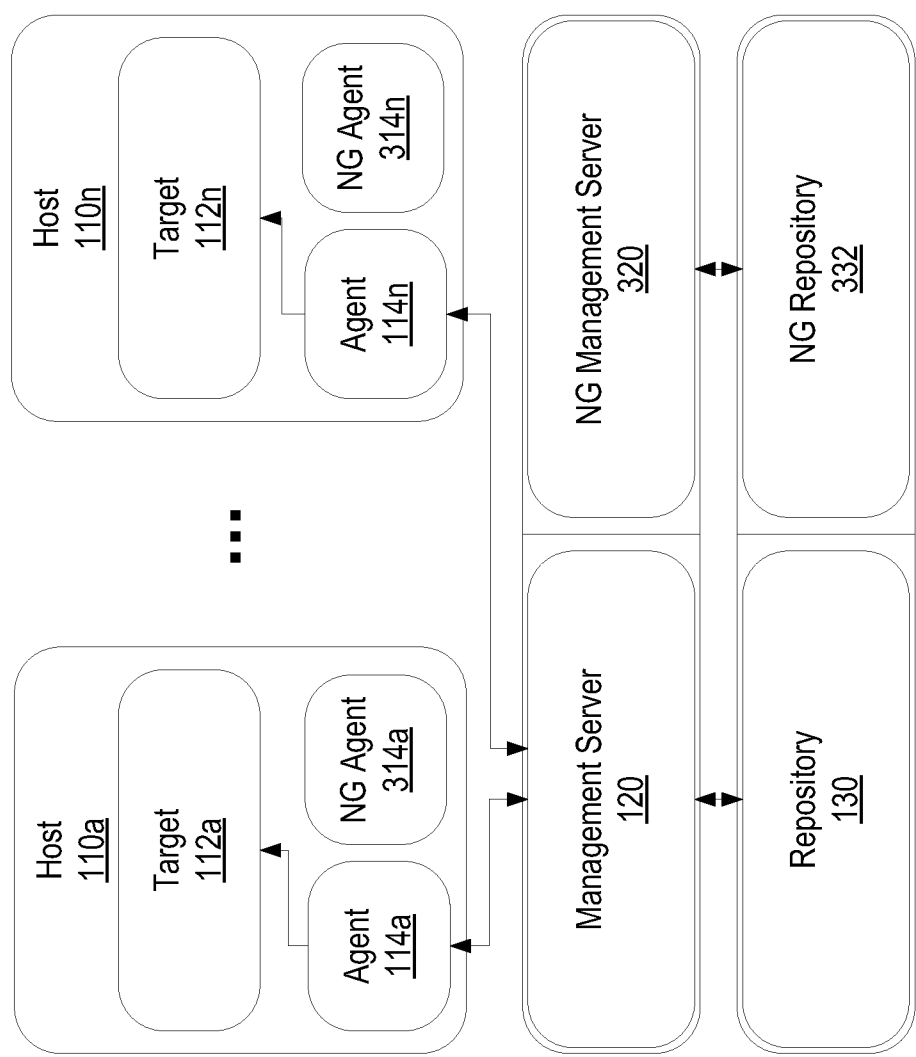 Host
110a
Target
112a
Agent
114a
NG Agent
314a
...
Host
110n
Target
112n
Agent
114n
NG Agent
314n
Management Server
120
NG Management Server
320
Repository
130
NG Repository
332